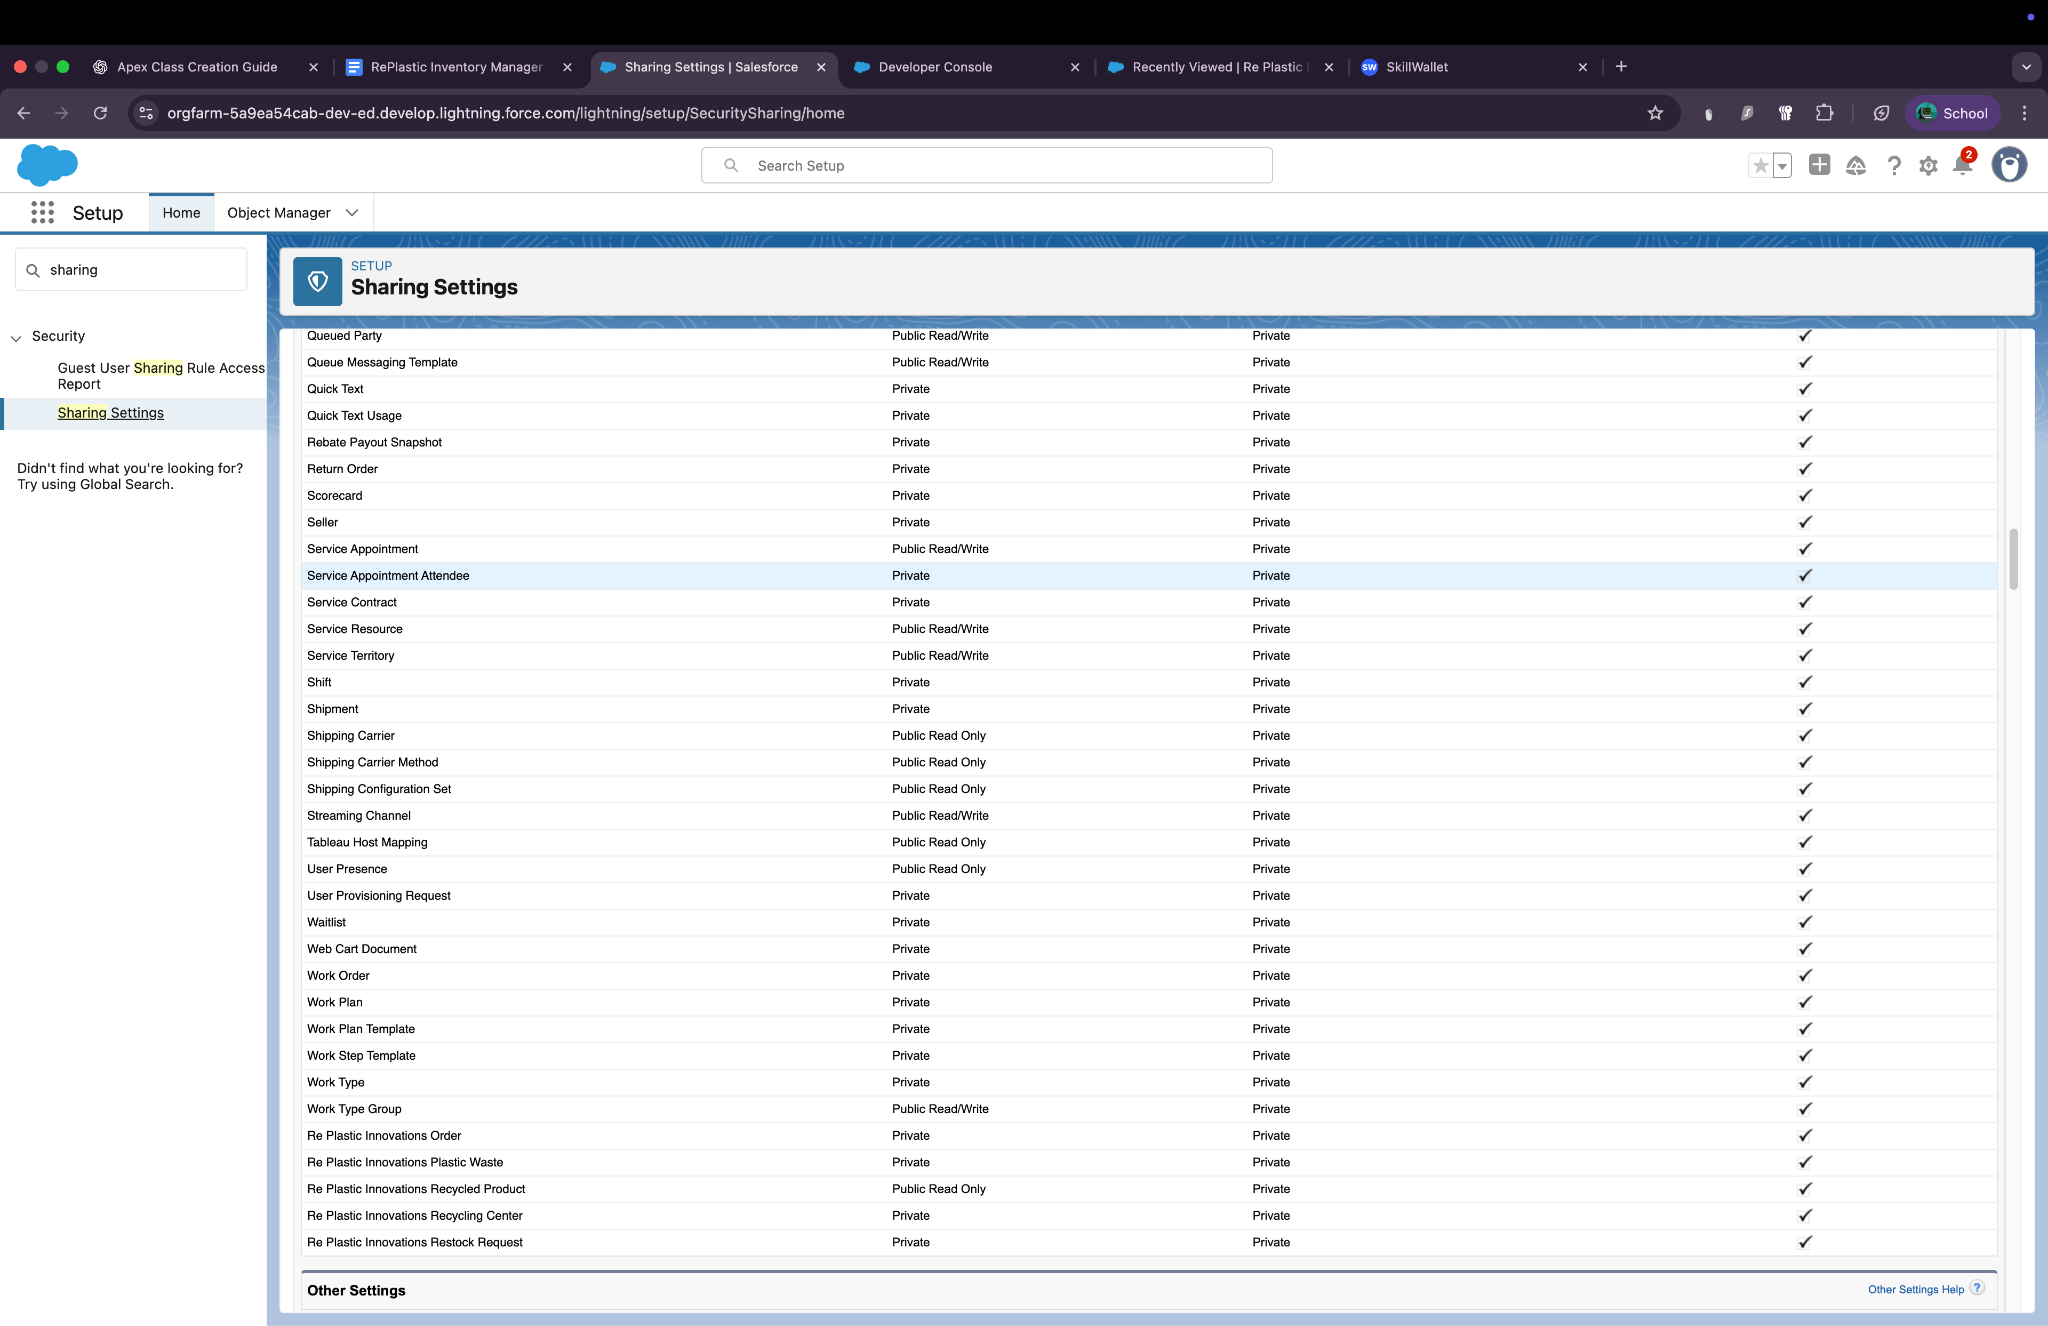 Apex Class Creation Guide
RePlastic Inventory Manager
Sharing Settings | Salesforce
Developer Console
Recently Viewed | Re Plastic
SW SkillWallet
orgfarm-5a9ea54cab-dev-ed.develop.lightning.force.com/lightning/setup/SecuritySharing/home
School
Search Setup
2
Setup
Home
Object Manager
sharing
Security
Guest User Sharing Rule Access
Report
Sharing Settings
Didn't find what you're looking for?
Try using Global Search.
SETUP
Sharing Settings
Queued Party Public Read/Write Private
Queue Messaging Template Public Read/Write Private
Quick Text Private Private
Quick Text Usage Private Private
Rebate Payout Snapshot Private Private
Return Order Private Private
Scorecard Private Private
Seller Private Private
Service Appointment Public Read/Write Private
Service Appointment Attendee Private Private
Service Contract Private Private
Service Resource Public Read/Write Private
Service Territory Public Read/Write Private
Shift Private Private
Shipment Private Private
Shipping Carrier Public Read Only Private
Shipping Carrier Method Public Read Only Private
Shipping Configuration Set Public Read Only Private
Streaming Channel Public Read/Write Private
Tableau Host Mapping Public Read Only Private
User Presence Public Read Only Private
User Provisioning Request Private Private
Waitlist Private Private
Web Cart Document Private Private
Work Order Private Private
Work Plan Private Private
Work Plan Template Private Private
Work Step Template Private Private
Work Type Private Private
Work Type Group Public Read/Write Private
Re Plastic Innovations Order Private Private
Re Plastic Innovations Plastic Waste Private Private
Re Plastic Innovations Recycled Product Public Read Only Private
Re Plastic Innovations Recycling Center Private Private
Re Plastic Innovations Restock Request Private Private
Other Settings
Other Settings Help ?